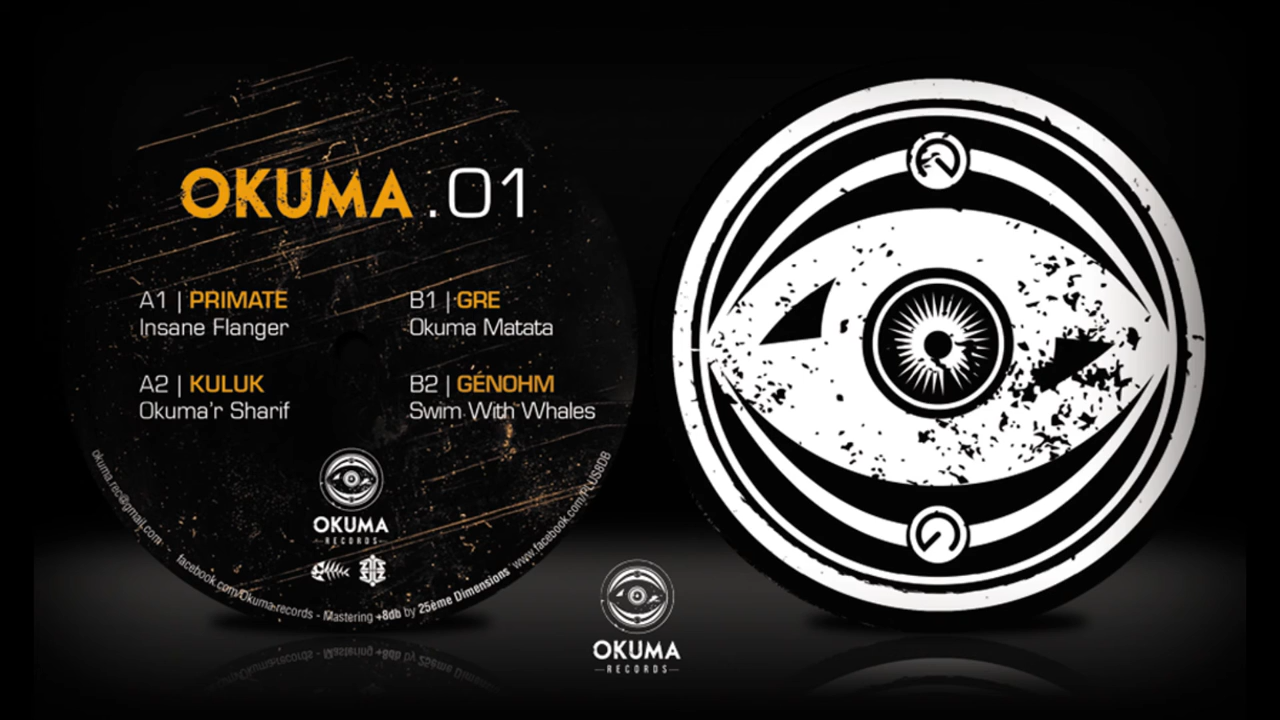 OKUMA .01
A1 | PRIMATE
Insane Flanger
B1 | GRE
Okuma Matata
A2 | KULUK
Okuma'r Sharif
B2 | GÉNOHM
Swim With Whales
OKUMA
RECORDS
okuma.rec@gmail.com
facebook.com/Okuma.records - Mastering +8db by 25ème Dimensions
www.facebook.com/PLUS8DB
OKUMA
RECORDS